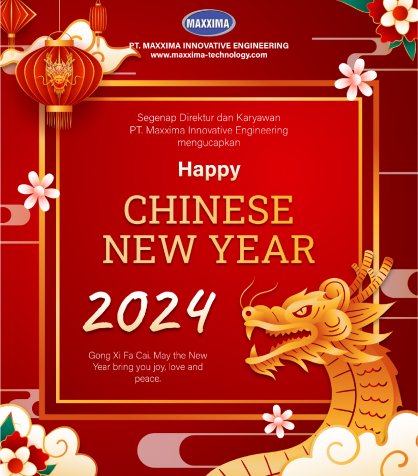 MAXXIMA
PT. MAXXIMA INNOVATIVE ENGINEERING
www.maxxima-technology.com
Segenap Direktur dan Karyawan
PT. Maxxima Innovative Engineering
mengucapkan
Happy
CHINESE
NEW YEAR
2024
Gong Xi Fa Cai. May the New
Year bring you joy, love and
peace.